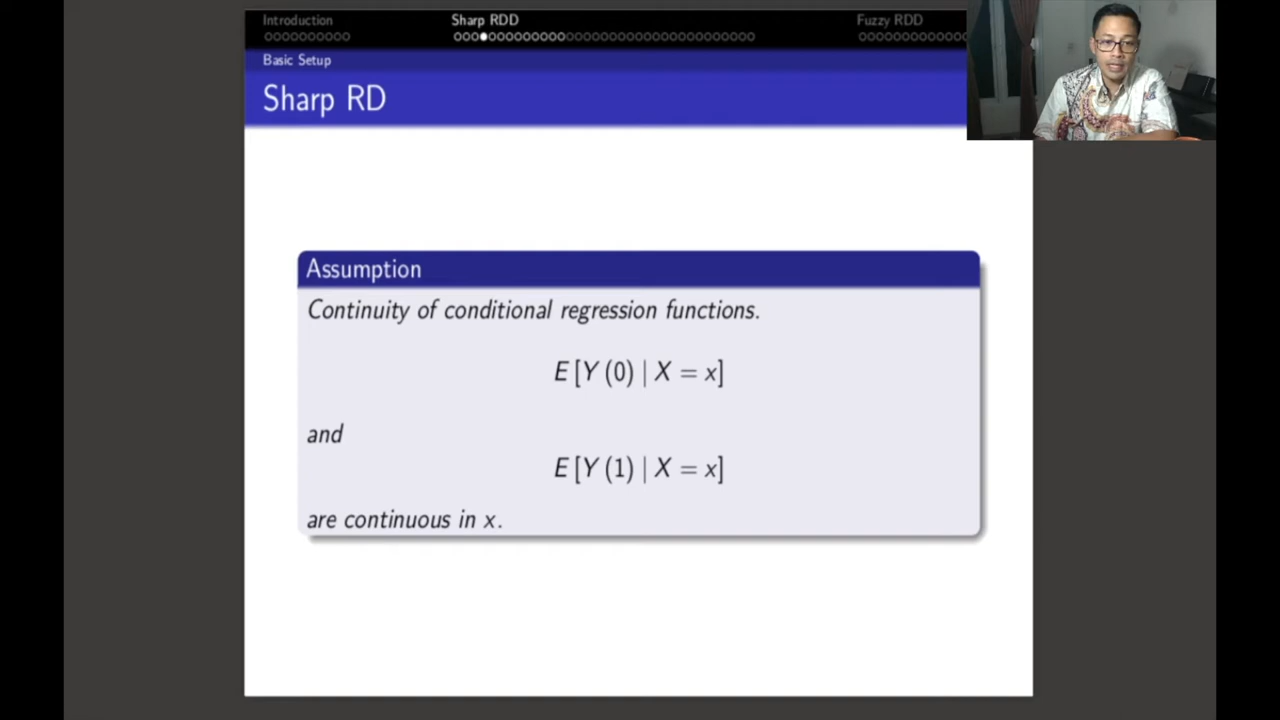 Introduction
Sharp RDD
Fuzzy RDD
Basic Setup
Sharp RD
Assumption
Continuity of conditional regression functions.
E [Y (0) | X = x]
and
E [Y (1) | X = x]
are continuous in x.